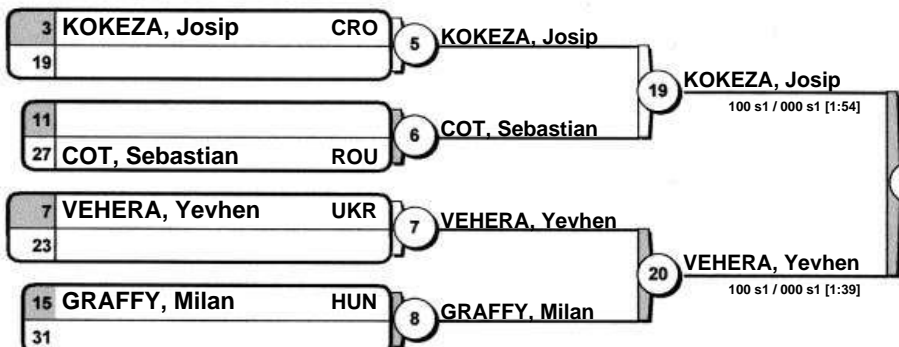 3 KOKEZA, Josip CRO
19
5
KOKEZA, Josip
11
27 COT, Sebastian ROU
6
COT, Sebastian
19
KOKEZA, Josip
100 s1 / 000 s1 [1:54]
7 VEHERA, Yevhen UKR
23
7
VEHERA, Yevhen
15 GRAFFY, Milan HUN
31
8
GRAFFY, Milan
20
VEHERA, Yevhen
100 s1 / 000 s1 [1:39]